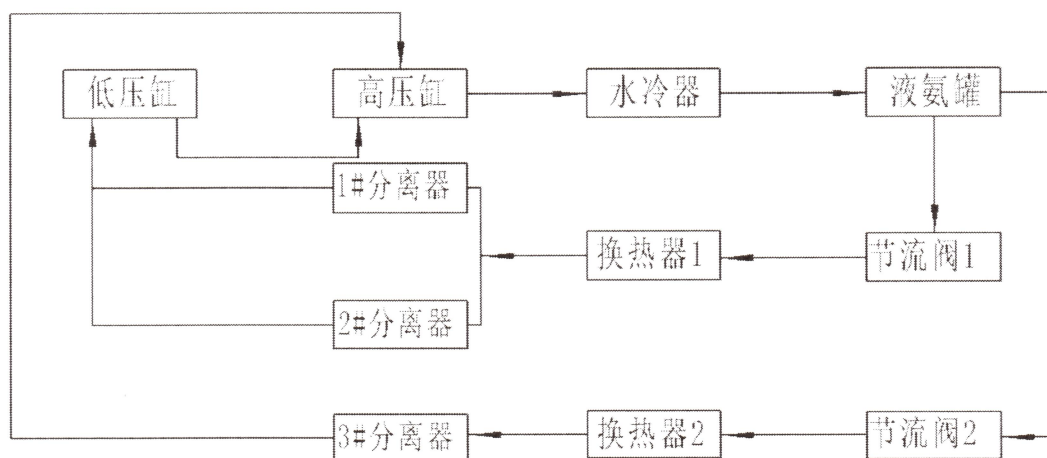 低压缸
高压缸
水冷器
液氨罐
1#分离器
换热器1
节流阀1
2#分离器
3#分离器
换热器2
节流阀2